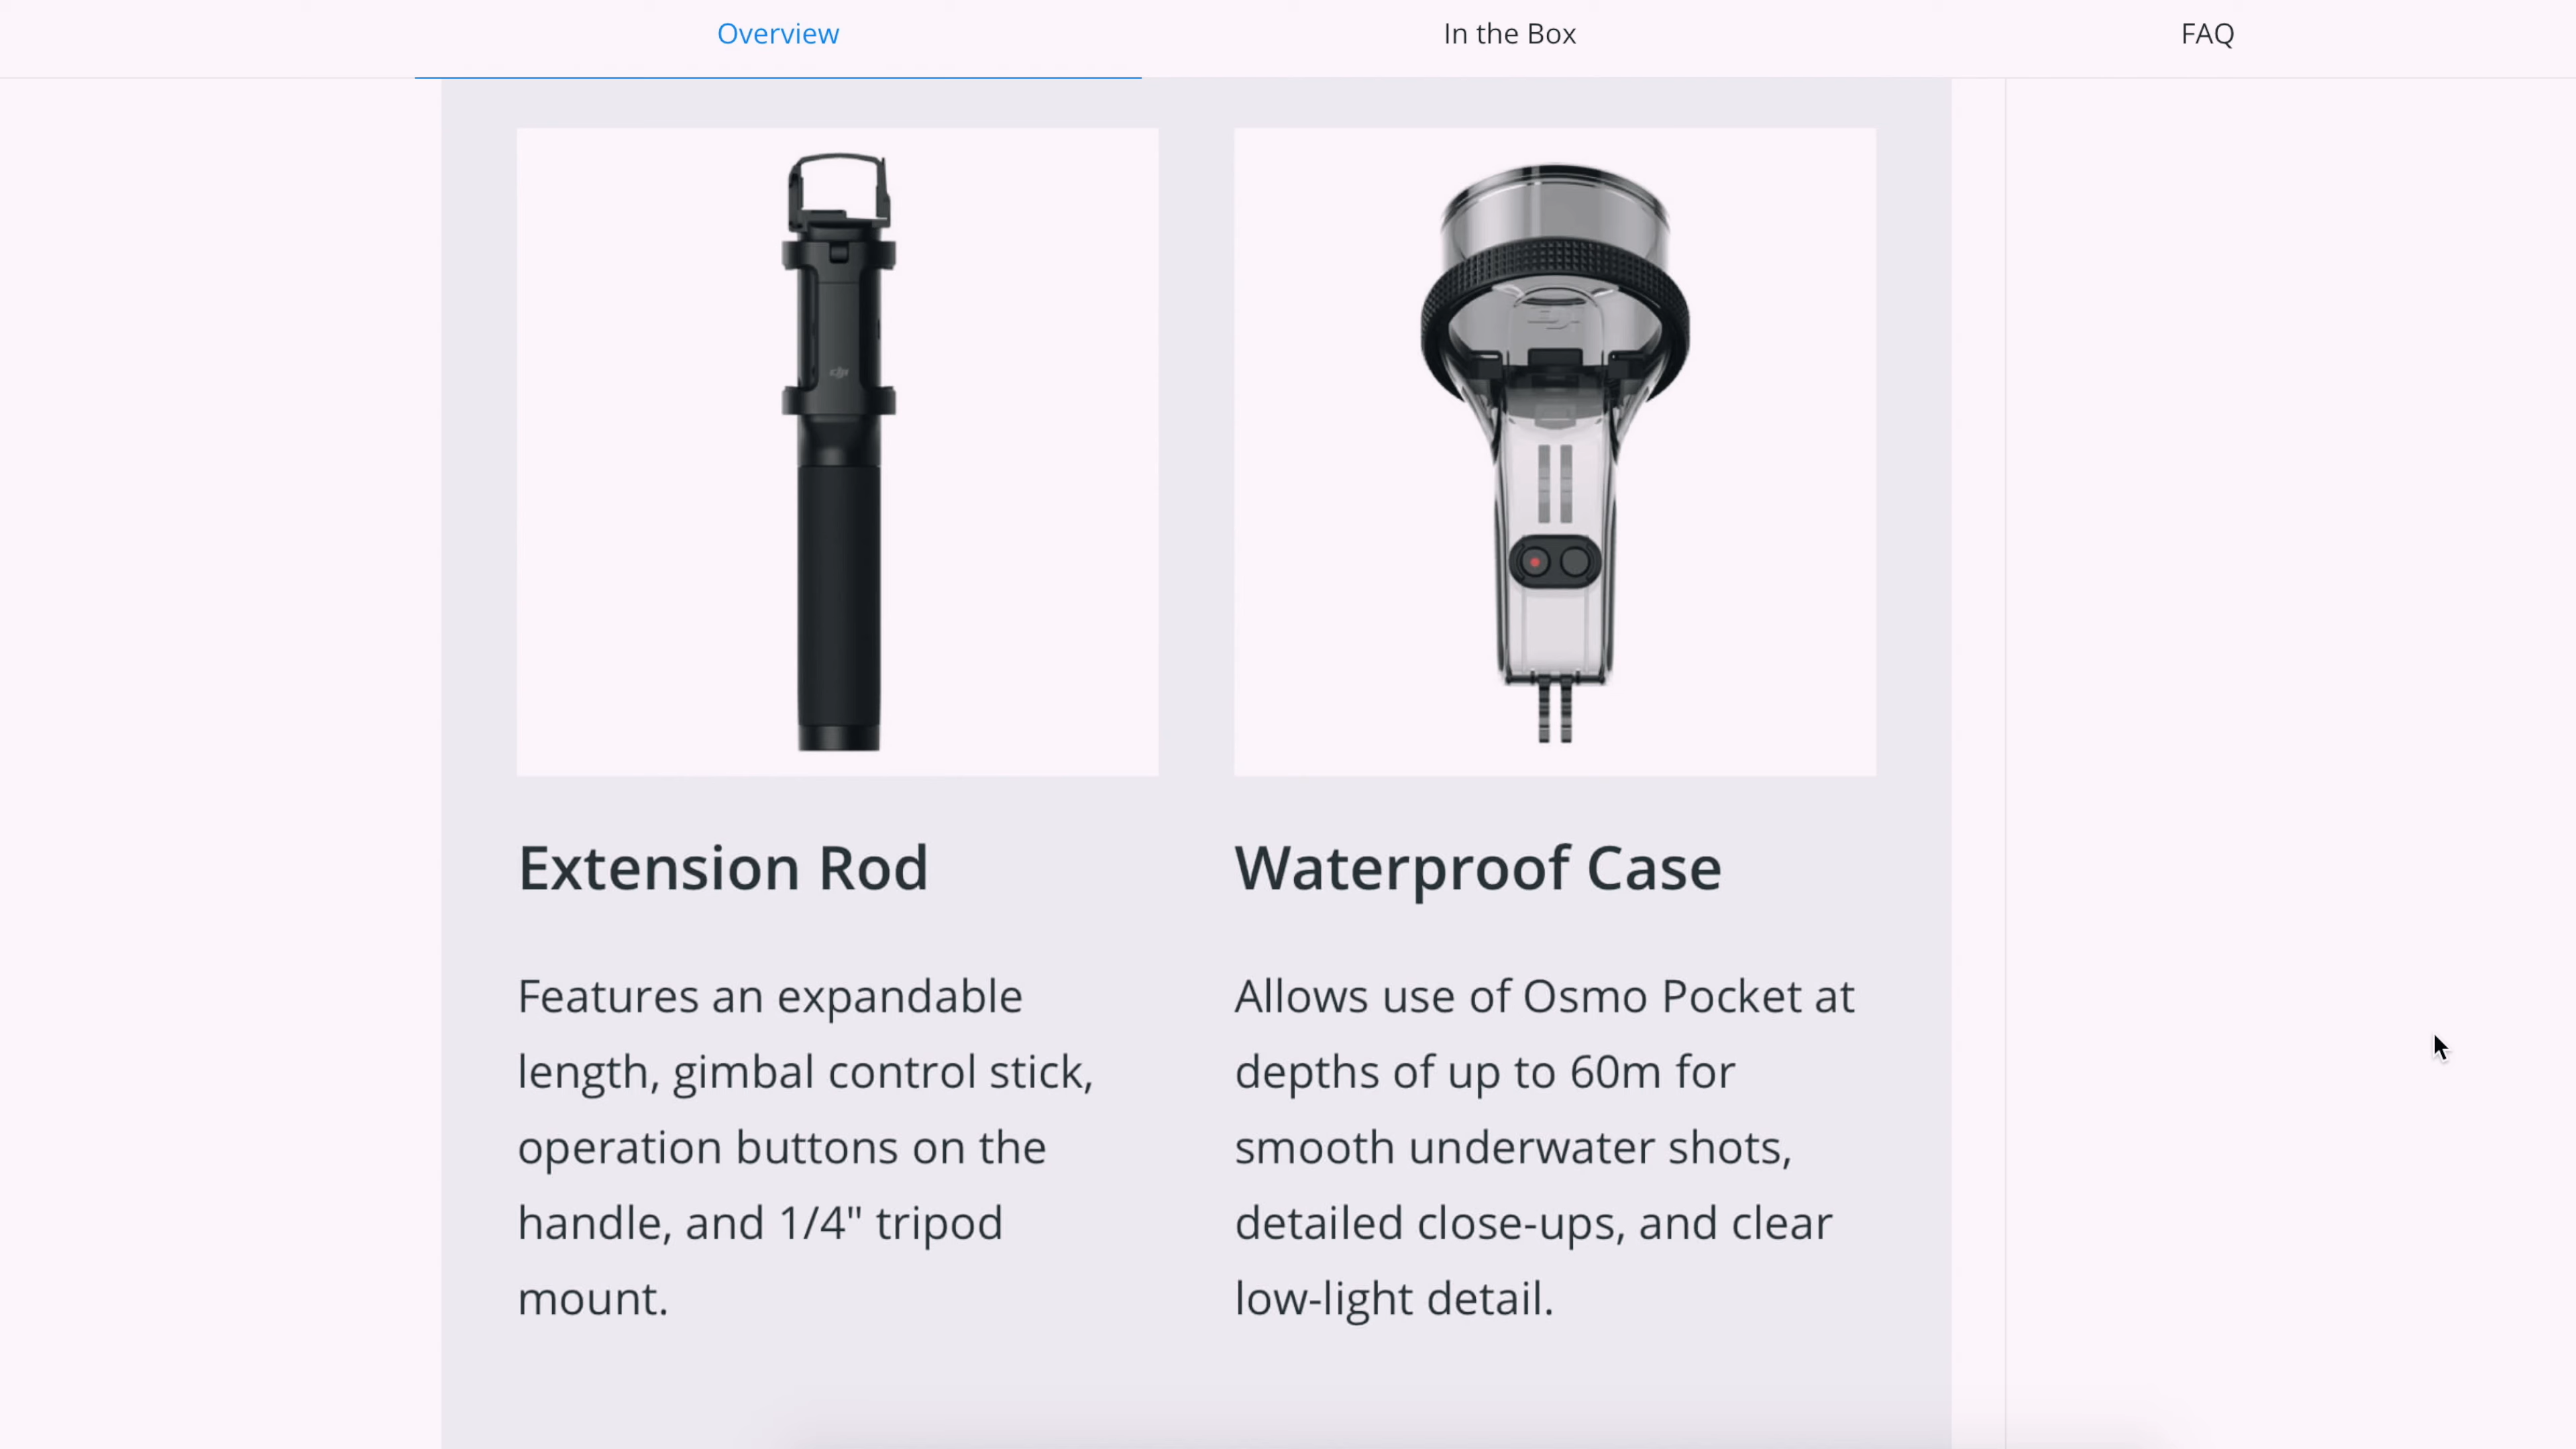 Overview
In the Box
FAQ
dji
Extension Rod
Features an expandable
length, gimbal control stick,
operation buttons on the
handle, and 1/4" tripod
mount.
Waterproof Case
Allows use of Osmo Pocket at
depths of up to 60m for
smooth underwater shots,
detailed close-ups, and clear
low-light detail.